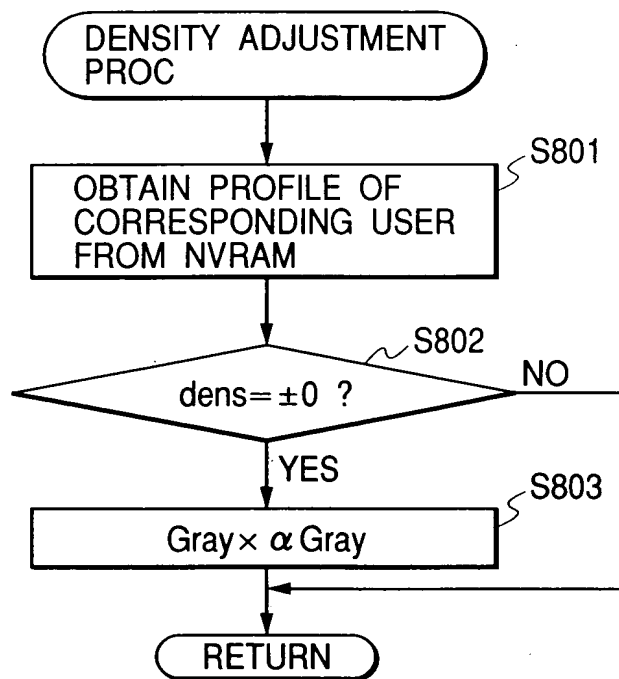 DENSITY ADJUSTMENT
PROC
S801
OBTAIN PROFILE OF
CORRESPONDING USER
FROM NVRAM
S802
dens=±0 ?
NO
YES
S803
Gray× α Gray
RETURN